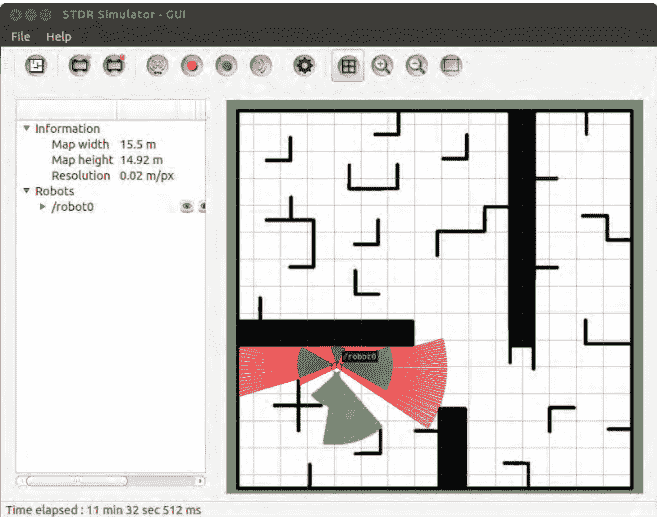 STDR Simulator - GUI
File Help
Information
Map width 15.5 m
Map height 14.92 m
Resolution 0.02 m/px
Robots
/robot0
/robot0
Time elapsed : 11 min 32 sec 512 ms